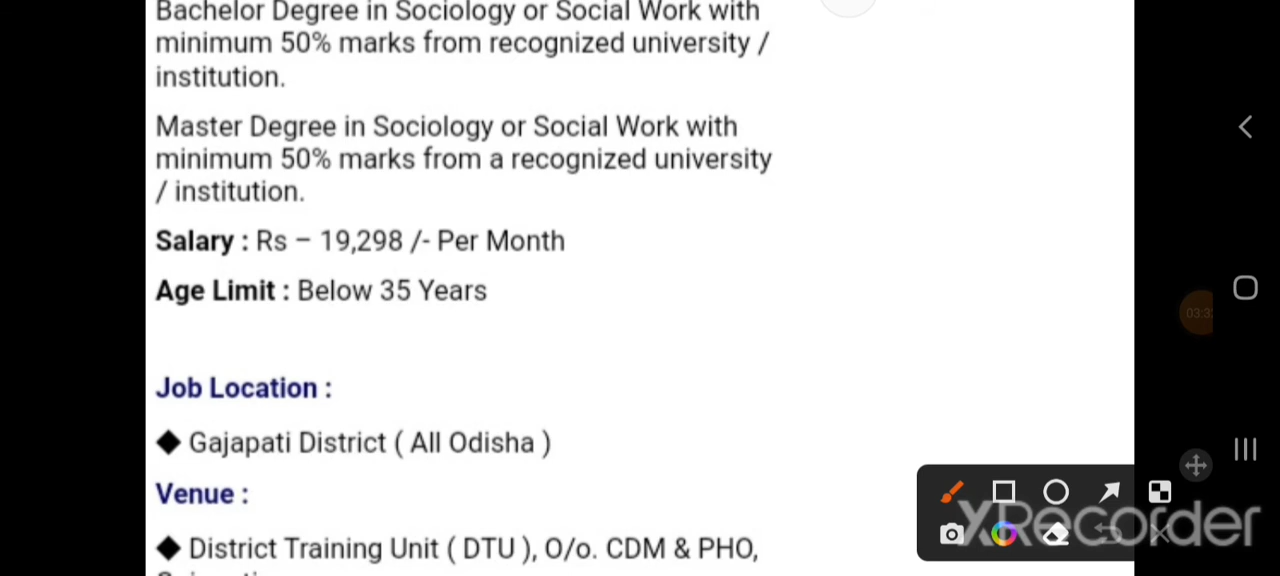 Bachelor Degree in Sociology or Social Work with
minimum 50% marks from recognized university /
institution.
Master Degree in Sociology or Social Work with
minimum 50% marks from a recognized university
/ institution.
Salary : Rs – 19,298 /- Per Month
Age Limit : Below 35 Years
Job Location :
◆ Gajapati District ( All Odisha )
Venue :
◆ District Training Unit ( DTU ), O/o. CDM & PHO,
XRecorder